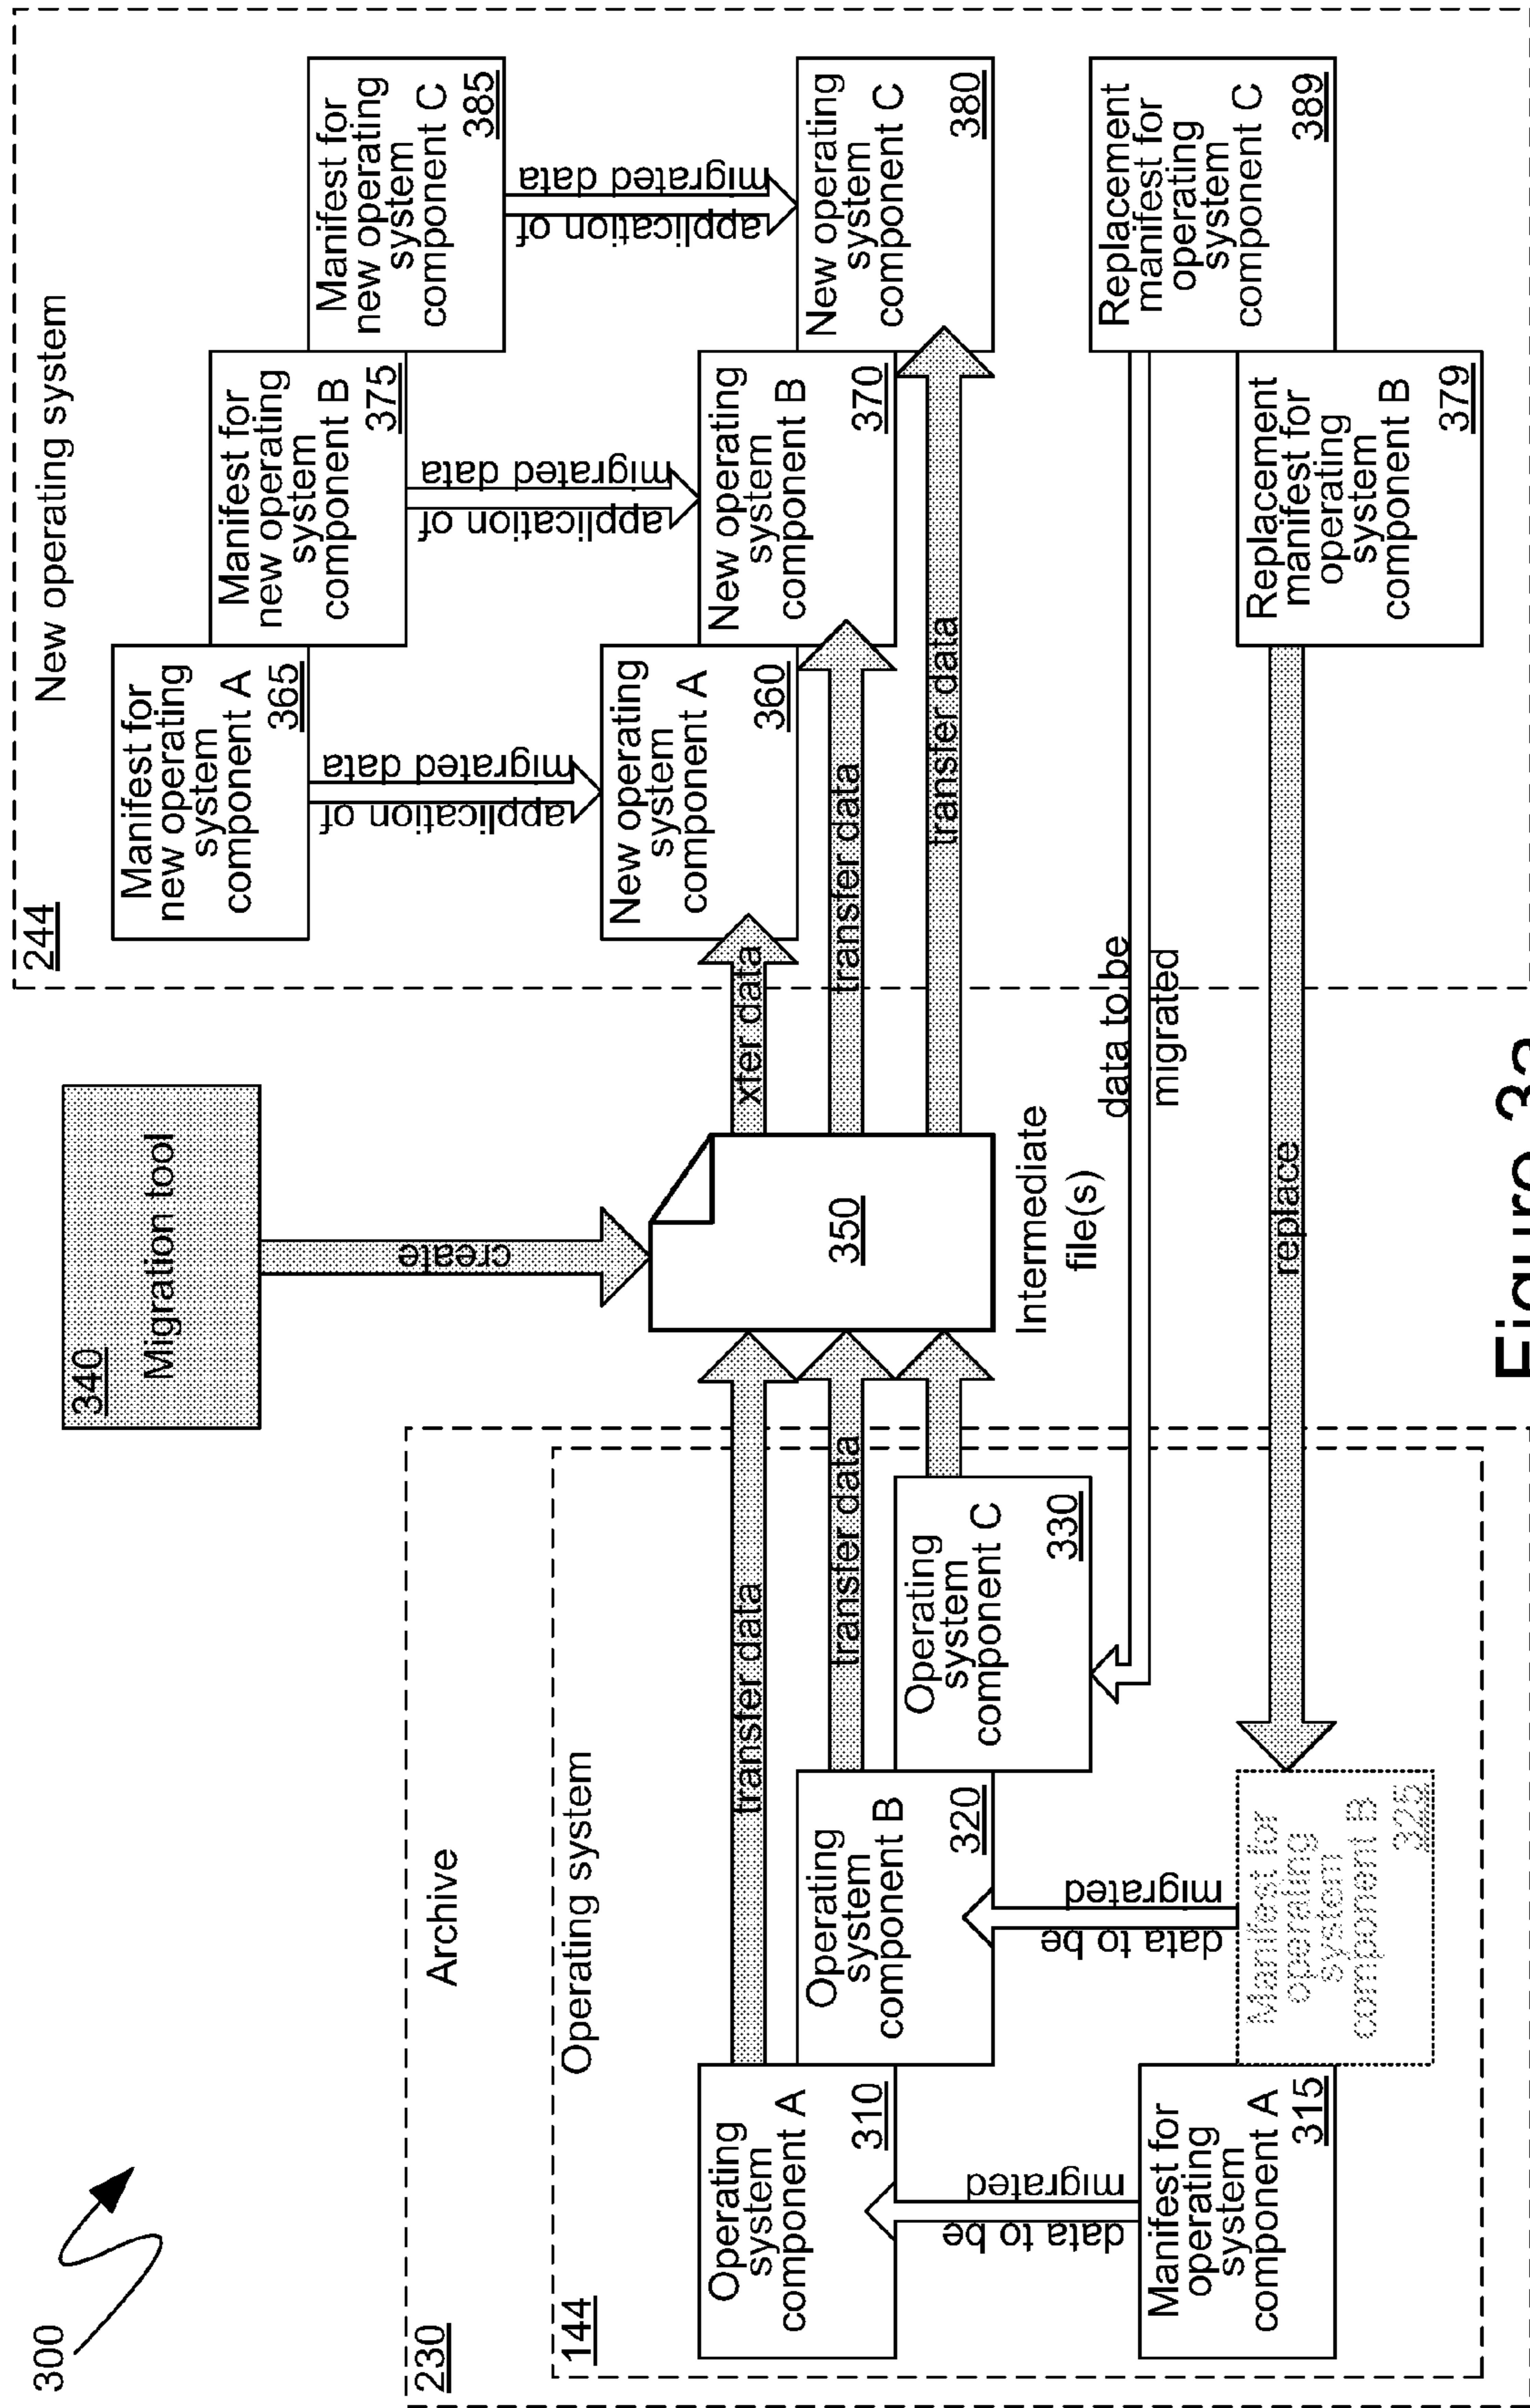 300
340
Migration tool
create
230
Archive
144
Operating system
Operating
system
component A
310
Operating
system
component B
320
Operating
system
component C
330
Manifest for
operating
system
component A
315
Manifest for
operating
system
component B
325
data to be
migrated
data to be
migrated
transfer data
transfer data
350
Intermediate
file(s)
xfer data
transfer data
transfer data
data to be
migrated
replace
244
New operating system
Manifest for
new operating
system
component A
365
Manifest for
new operating
system
component B
375
Manifest for
new operating
system
component C
385
application of
migrated data
application of
migrated data
application of
migrated data
New operating
system
component A
360
New operating
system
component B
370
New operating
system
component C
380
Replacement
manifest for
operating
system
component C
389
Replacement
manifest for
operating
system
component B
379
Figure 3a